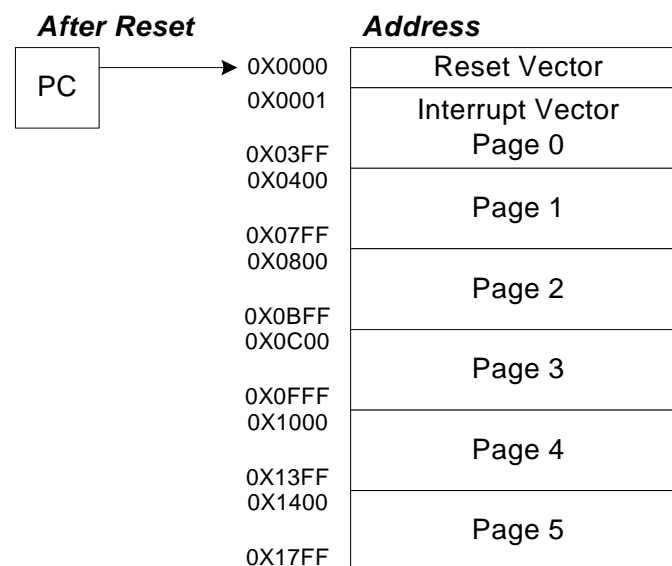 After Reset
Address
PC
0X0000
Reset Vector
0X0001
Interrupt Vector
Page 0
0X03FF
0X0400
Page 1
0X07FF
0X0800
Page 2
0X0BFF
0X0C00
Page 3
0X0FFF
0X1000
Page 4
0X13FF
0X1400
Page 5
0X17FF